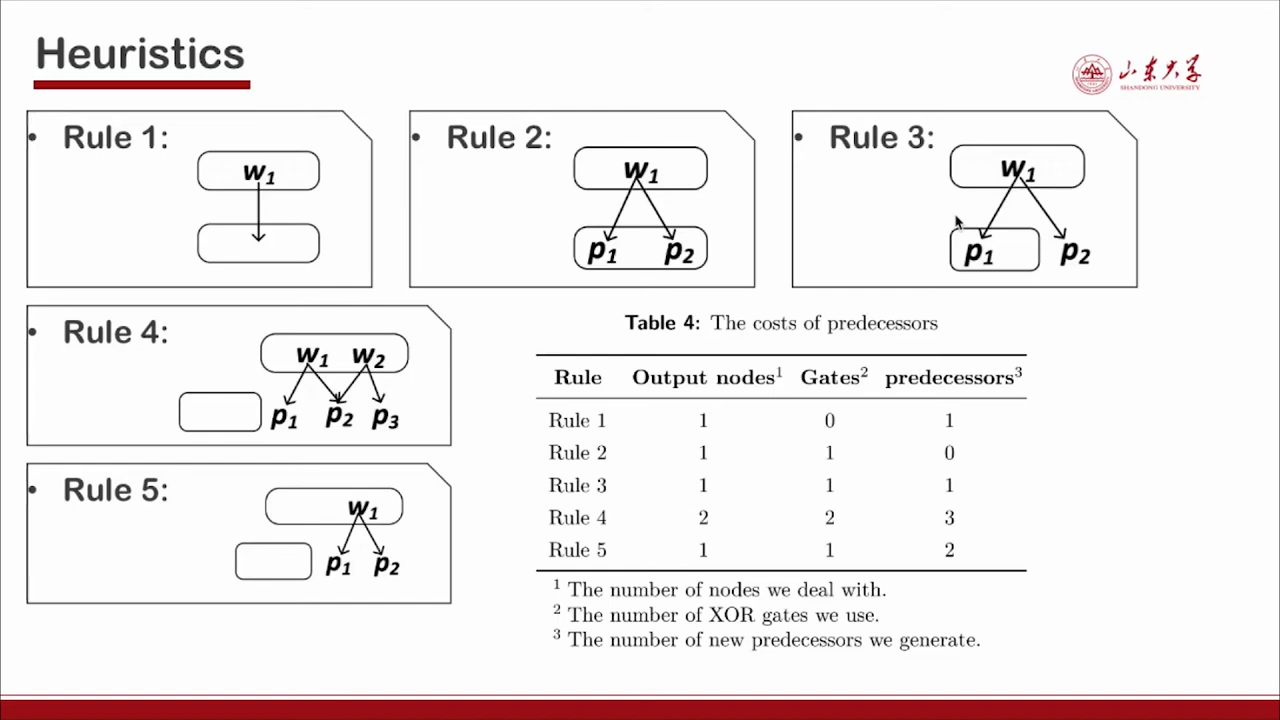 Heuristics
山东大学
SHANDONG UNIVERSITY
• Rule 1:
w₁
• Rule 2:
w₁
p₁ p₂
• Rule 3:
w₁
p₁ p₂
• Rule 4:
w₁ w₂
p₁ p₂ p₃
• Rule 5:
w₁
p₁ p₂
Table 4: The costs of predecessors
Rule Output nodes¹ Gates² predecessors³
Rule 1 1 0 1
Rule 2 1 1 0
Rule 3 1 1 1
Rule 4 2 2 3
Rule 5 1 1 2
¹ The number of nodes we deal with.
² The number of XOR gates we use.
³ The number of new predecessors we generate.